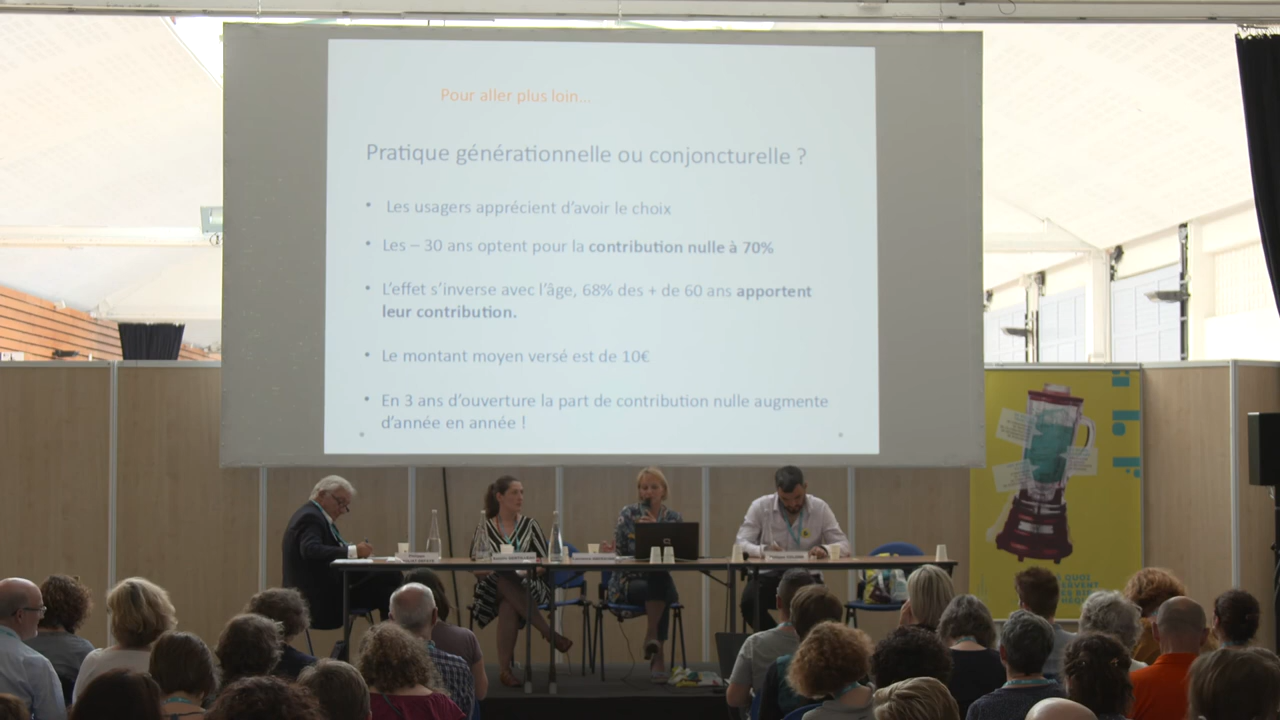 Pour aller plus loin...
Pratique générationnelle ou conjoncturelle ?
• Les usagers apprécient d'avoir le choix
• Les – 30 ans optent pour la contribution nulle à 70%
• L'effet s'inverse avec l'âge, 68% des + de 60 ans apportent
leur contribution.
• Le montant moyen versé est de 10€
• En 3 ans d'ouverture la part de contribution nulle augmente
d'année en année !